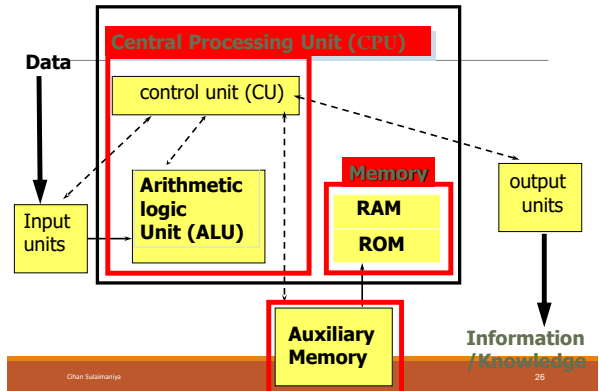 Central Processing Unit (CPU)
Data
control unit (CU)
Arithmetic
logic
Unit (ALU)
Memory
RAM
ROM
Input
units
output
units
Auxiliary
Memory
Information
/Knowledge
Cihan Sulaimaniya
26